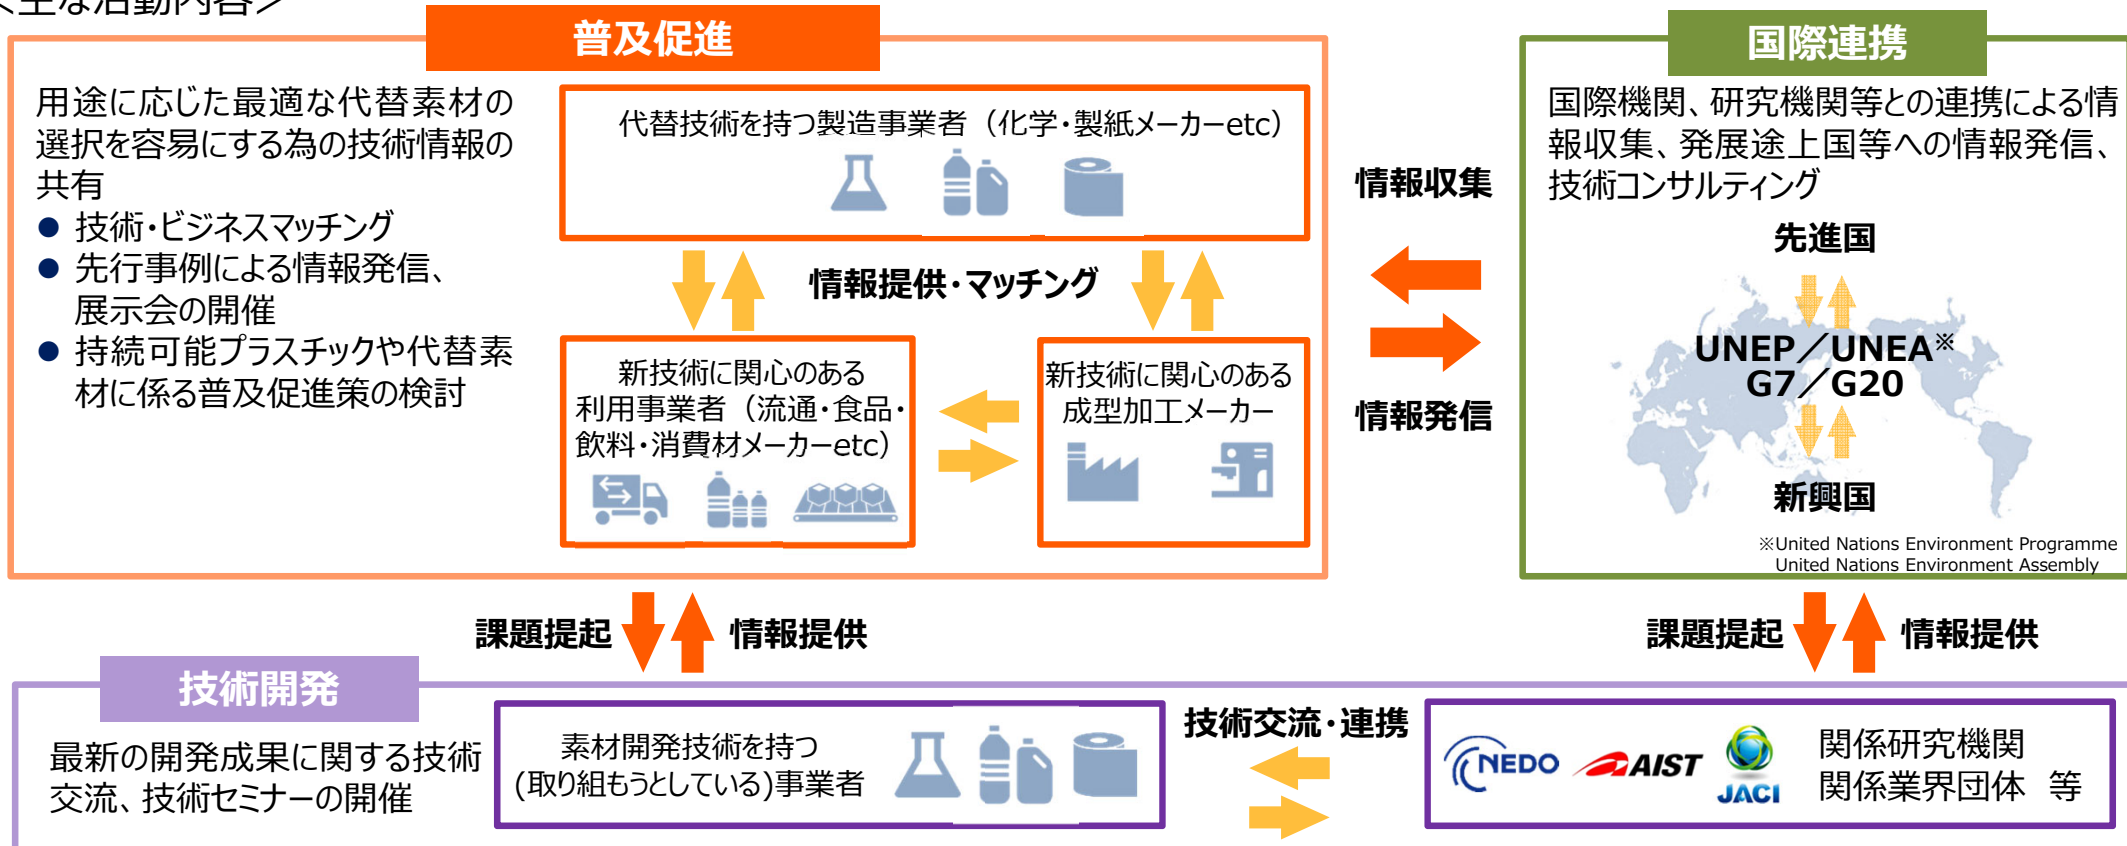 ＜主な活動内容＞
普及促進
用途に応じた最適な代替素材の
選択を容易にする為の技術情報の
共有
● 技術・ビジネスマッチング
● 先行事例による情報発信、
展示会の開催
● 持続可能プラスチックや代替素
材に係る普及促進策の検討
代替技術を持つ製造事業者（化学・製紙メーカーetc）
情報提供・マッチング
新技術に関心のある
利用事業者（流通・食品・
飲料・消費材メーカーetc）
新技術に関心のある
成型加工メーカー
情報収集
情報発信
国際連携
国際機関、研究機関等との連携による情
報収集、発展途上国等への情報発信、
技術コンサルティング
先進国
UNEP／UNEA※
G7／G20
新興国
※United Nations Environment Programme
United Nations Environment Assembly
課題提起 情報提供
課題提起 情報提供
技術開発
最新の開発成果に関する技術
交流、技術セミナーの開催
素材開発技術を持つ
(取り組もうとしている)事業者
技術交流・連携
NEDO
AIST
JACI
関係研究機関
関係業界団体 等